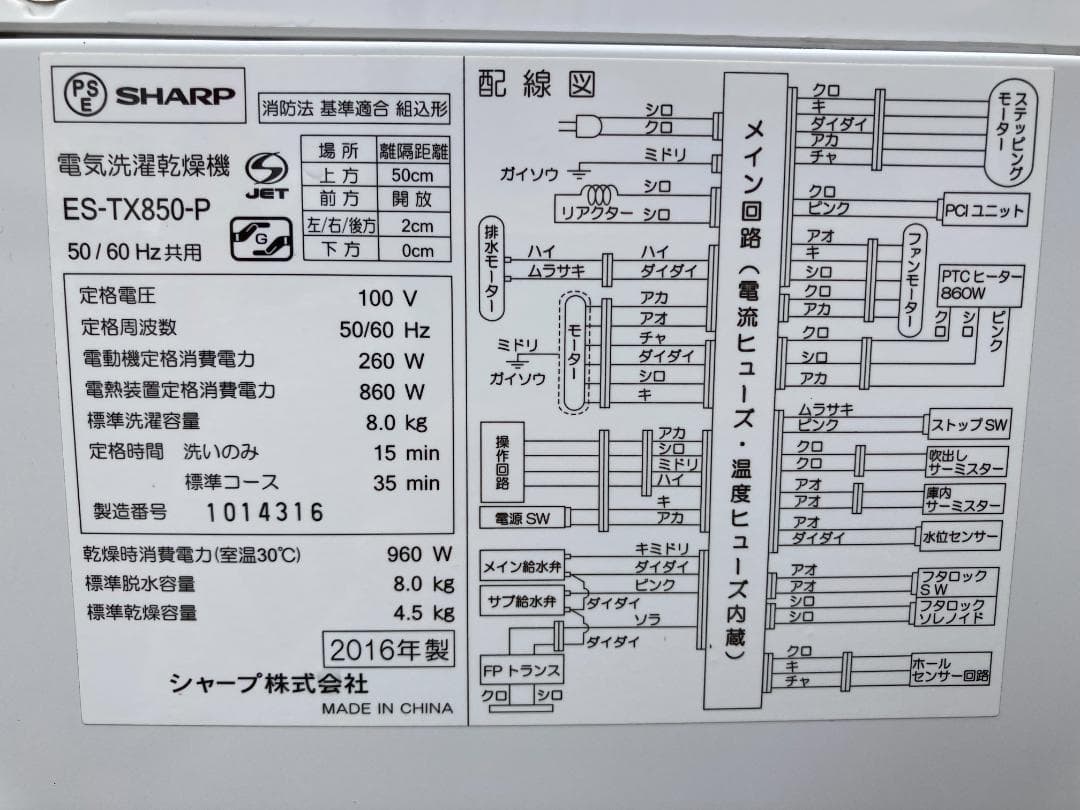 PSE
SHARP
消防法 基準適合 組込形
電気洗濯乾燥機
ES-TX850-P
50/60 Hz共用
S
JET
G
場所 離隔距離
上方 50cm
前方 開放
左/右/後方 2cm
下方 0cm
定格電圧 100 V
定格周波数 50/60 Hz
電動機定格消費電力 260 W
電熱装置定格消費電力 860 W
標準洗濯容量 8.0 kg
定格時間 洗いのみ 15 min
標準コース 35 min
製造番号 1014316
乾燥時消費電力(室温30℃) 960 W
標準脱水容量 8.0 kg
標準乾燥容量 4.5 kg
2016年製
シャープ株式会社
MADE IN CHINA
配線図
シロ
クロ
ミドリ
ガイソウ
シロ
リアクター シロ
排水モーター
ハイ ハイ
ムラサキ ダイダイ
モーター
アカ
アオ
チャ
ダイダイ
シロ
キ
ミドリ
ガイソウ
操作回路
アカ
シロ
ミドリ
ハイ
キ
電源SW アカ
キミドリ
メイン給水弁 ダイダイ
ピンク
サブ給水弁 ダイダイ
ソラ
ダイダイ
FPトランス
クロ シロ
メイン回路(電流ヒューズ・温度ヒューズ内蔵)
クロ
キ
ダイダイ
アカ
チャ
ステッピングモーター
クロ
ピンク PCIユニット
アオ
キ
シロ
クロ
アカ
ファンモーター
PTCヒーター
860W
クロ
シロ
ピンク
クロ
シロ
アカ
ムラサキ
ピンク ストップSW
クロ 吹出し
クロ サーミスター
アオ 庫内
アオ サーミスター
アオ
ダイダイ 水位センサー
アオ フタロック
アオ SW
シロ フタロック
シロ ソレノイド
クロ
キ
チャ
ホール
センサー回路